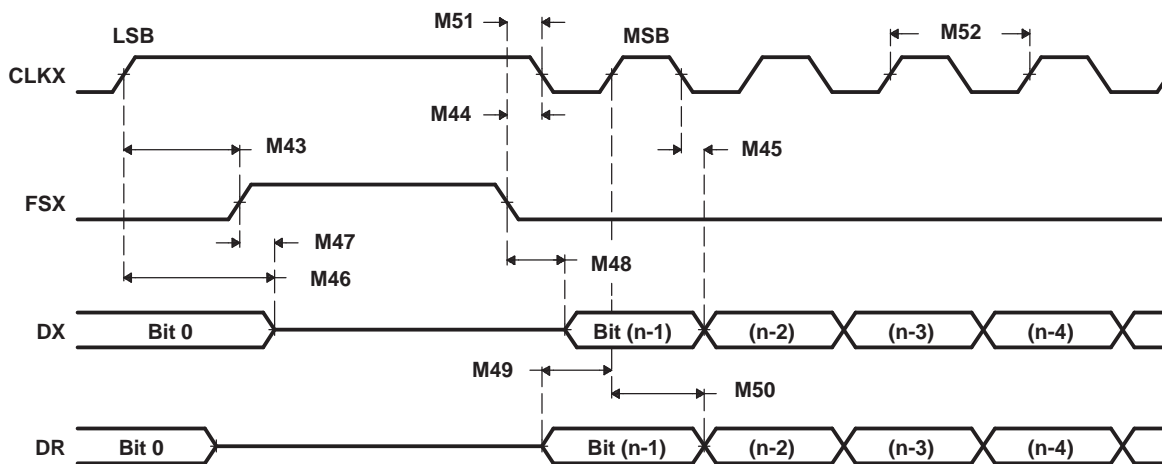 M51
LSB
MSB
M52
CLKX
M44
M43
M45
FSX
M47
M48
M46
DX
Bit 0
Bit (n-1)
(n-2)
(n-3)
(n-4)
M49
M50
DR
Bit 0
Bit (n-1)
(n-2)
(n-3)
(n-4)